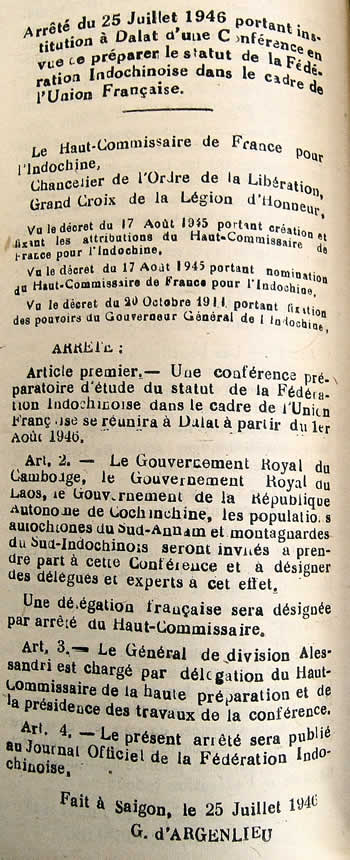 Arrêté du 25 Juillet 1946 portant ins-
titution à Dalat d'une Conférence en
vue de préparer le statut de la Fédé-
ration Indochinoise dans le cadre de
l'Union Française.
Le Haut-Commissaire de France pour
l'Indochine,
Chancelier de l'Ordre de la Libération,
Grand Croix de la Légion d'Honneur,
Vu le décret du 17 Août 1945 portant création et
fixant les attributions du Haut-Commissaire de
France pour l'Indochine,
Vu le décret du 17 Août 1945 portant nomination
du Haut-Commissaire de France pour l'Indochine,
Vu le décret du 20 Octobre 1911 portant fixation
des pouvoirs du Gouverneur Général de l'Indochine,
ARRÊTE :
Article premier.— Une conférence pré-
paratoire d'étude du statut de la Fédéra-
tion Indochinoise dans le cadre de l'Union
Française se réunira à Dalat à partir du 1er
Août 1946.
Art. 2. — Le Gouvernement Royal du
Cambodge, le Gouvernement Royal du
Laos, le Gouvernement de la République
Autonone de Cochinchine, les populations
autochtones du Sud-Annam et montagnardes
du Sud-Indochinois seront invités à pren-
dre part à cette Conférence et à désigner
des délégués et experts à cet effet.
Une délégation française sera désignée
par arrêté du Haut-Commissaire.
Art. 3.— Le Général de division Ales-
sandri est chargé par délégation du Haut-
Commissaire de la haute préparation et de
la présidence des travaux de la conférence.
Art. 4. — Le présent arrêté sera publié
au Journal Officiel de la Fédération Indo-
chinoise.
Fait à Saigon, le 25 Juillet 1946
G. d'ARGENLIEU